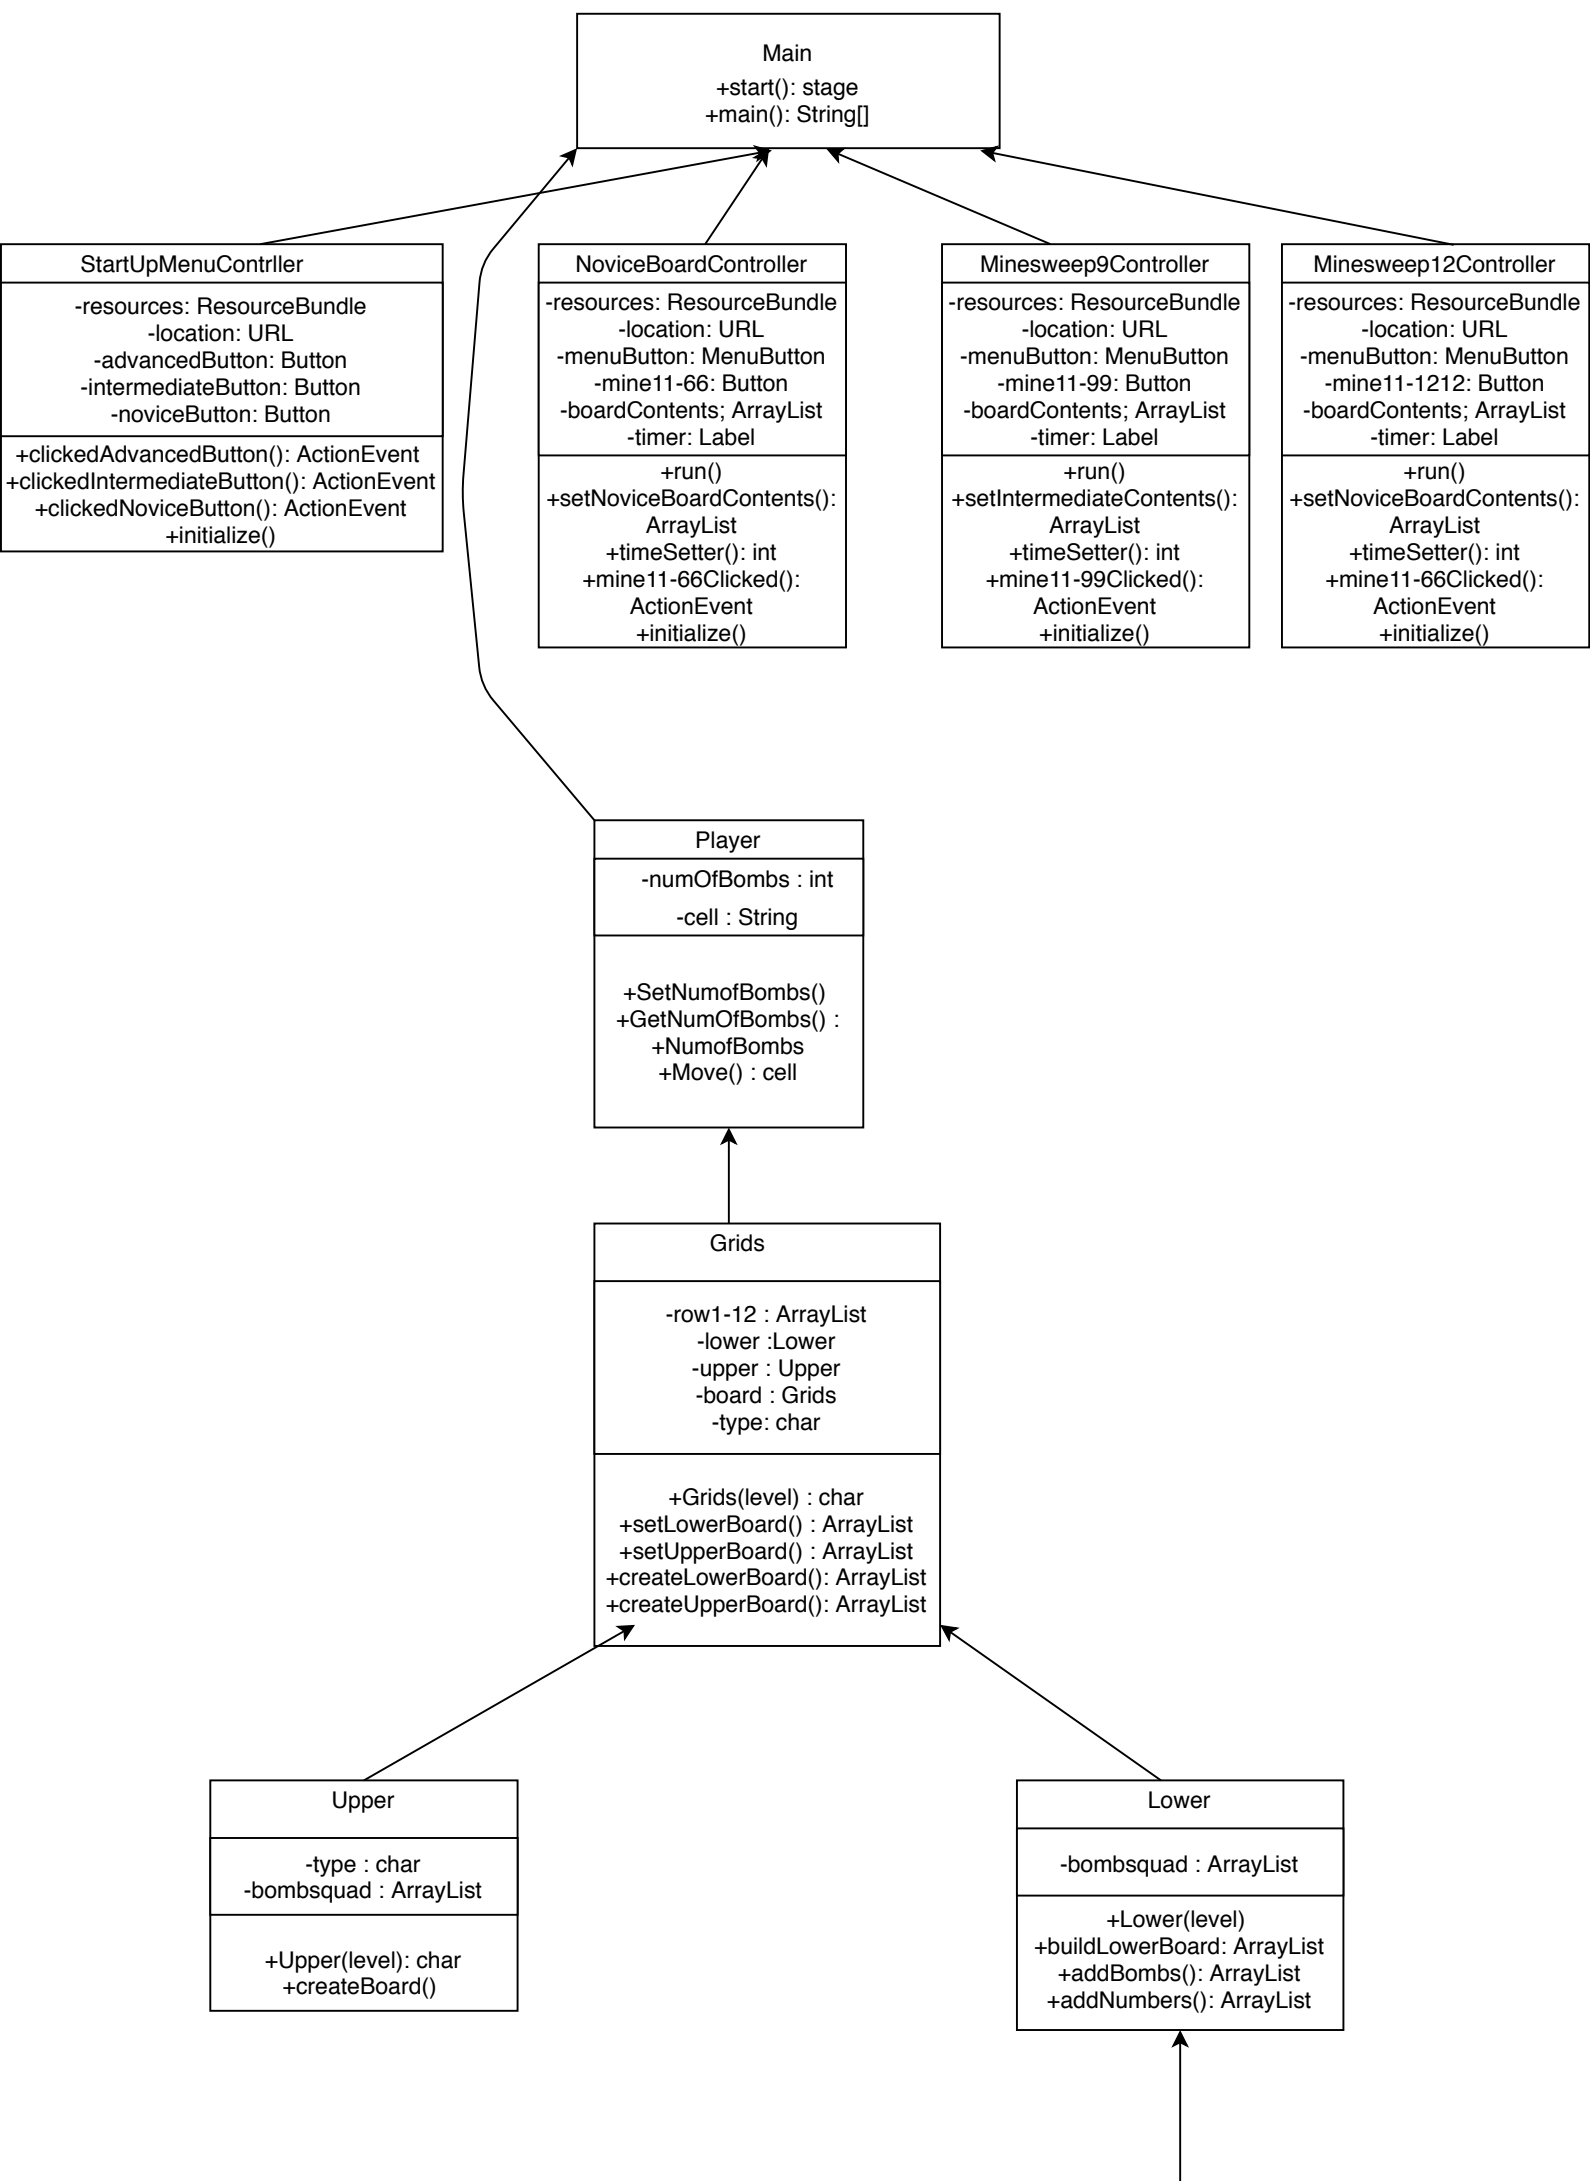 Main
+start(): stage
+main(): String[]
StartUpMenuContrller
-resources: ResourceBundle
-location: URL
-advancedButton: Button
-intermediateButton: Button
-noviceButton: Button
+clickedAdvancedButton(): ActionEvent
+clickedIntermediateButton(): ActionEvent
+clickedNoviceButton(): ActionEvent
+initialize()
NoviceBoardController
-resources: ResourceBundle
-location: URL
-menuButton: MenuButton
-mine11-66: Button
-boardContents; ArrayList
-timer: Label
+run()
+setNoviceBoardContents():
ArrayList
+timeSetter(): int
+mine11-66Clicked():
ActionEvent
+initialize()
Minesweep9Controller
-resources: ResourceBundle
-location: URL
-menuButton: MenuButton
-mine11-99: Button
-boardContents; ArrayList
-timer: Label
+run()
+setIntermediateContents():
ArrayList
+timeSetter(): int
+mine11-99Clicked():
ActionEvent
+initialize()
Minesweep12Controller
-resources: ResourceBundle
-location: URL
-menuButton: MenuButton
-mine11-1212: Button
-boardContents; ArrayList
-timer: Label
+run()
+setNoviceBoardContents():
ArrayList
+timeSetter(): int
+mine11-66Clicked():
ActionEvent
+initialize()
Player
-numOfBombs : int
-cell : String
+SetNumofBombs()
+GetNumOfBombs() :
+NumofBombs
+Move() : cell
Grids
-row1-12 : ArrayList
-lower :Lower
-upper : Upper
-board : Grids
-type: char
+Grids(level) : char
+setLowerBoard() : ArrayList
+setUpperBoard() : ArrayList
+createLowerBoard(): ArrayList
+createUpperBoard(): ArrayList
Upper
-type : char
-bombsquad : ArrayList
+Upper(level): char
+createBoard()
Lower
-bombsquad : ArrayList
+Lower(level)
+buildLowerBoard: ArrayList
+addBombs(): ArrayList
+addNumbers(): ArrayList